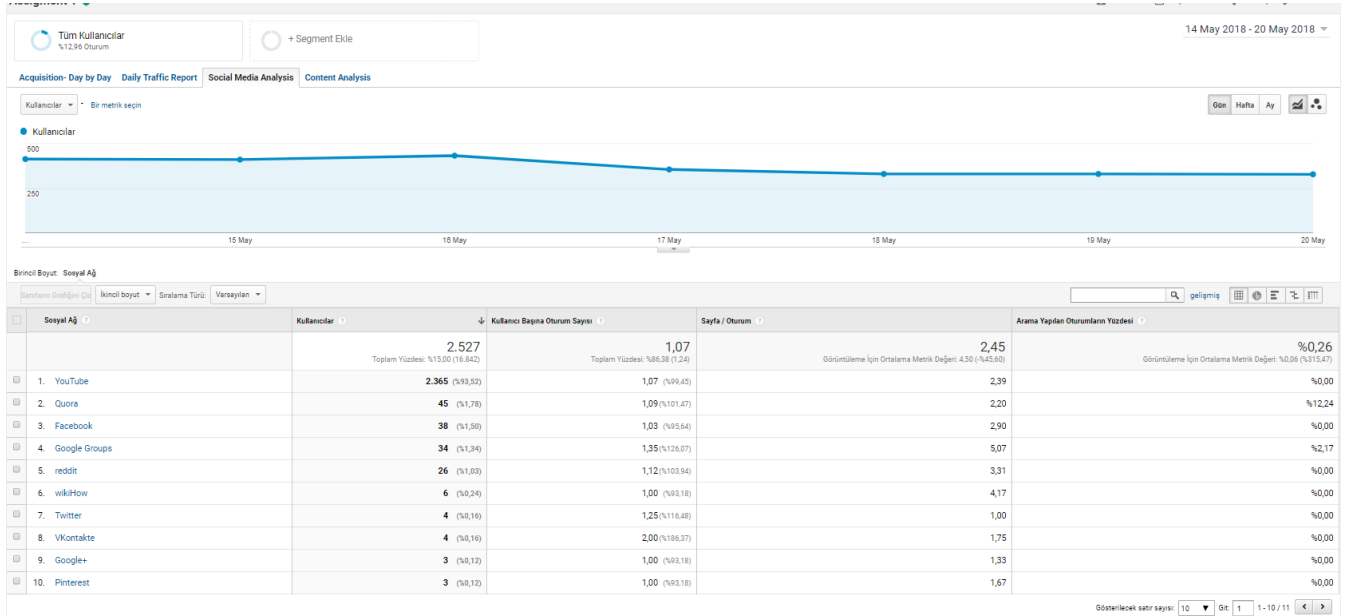 Assignment 1
Tüm Kullanıcılar
%12,96 Oturum
+ Segment Ekle
14 May 2018 - 20 May 2018
Acquisition- Day by Day Daily Traffic Report Social Media Analysis Content Analysis
Kullanıcılar Bir metrik seçin
Gün Hafta Ay
Kullanıcılar
500
250
... 15 May 16 May 17 May 18 May 19 May 20 May
Birincil Boyut: Sosyal Ağ
Satırların Grafiğini Çiz İkincil boyut Sıralama Türü: Varsayılan gelişmiş
Sosyal Ağ ? Kullanıcılar ? Kullanıcı Başına Oturum Sayısı ? Sayfa / Oturum ? Arama Yapılan Oturumların Yüzdesi ?
2.527 1,07 2,45 %0,26
Toplam Yüzdesi: %15,00 (16.842) Toplam Yüzdesi: %86,38 (1,24) Görüntüleme İçin Ortalama Metrik Değeri: 4,50 (-%45,60) Görüntüleme İçin Ortalama Metrik Değeri: %0,06 (%315,47)
1. YouTube 2.365 (%93,52) 1,07 (%99,45) 2,39 %0,00
2. Quora 45 (%1,78) 1,09 (%101,47) 2,20 %12,24
3. Facebook 38 (%1,50) 1,03 (%95,64) 2,90 %0,00
4. Google Groups 34 (%1,34) 1,35 (%126,07) 5,07 %2,17
5. reddit 26 (%1,03) 1,12 (%103,94) 3,31 %0,00
6. wikiHow 6 (%0,24) 1,00 (%93,18) 4,17 %0,00
7. Twitter 4 (%0,16) 1,25 (%116,48) 1,00 %0,00
8. VKontakte 4 (%0,16) 2,00 (%186,37) 1,75 %0,00
9. Google+ 3 (%0,12) 1,00 (%93,18) 1,33 %0,00
10. Pinterest 3 (%0,12) 1,00 (%93,18) 1,67 %0,00
Gösterilecek satır sayısı: 10 Git: 1 1 - 10 / 11